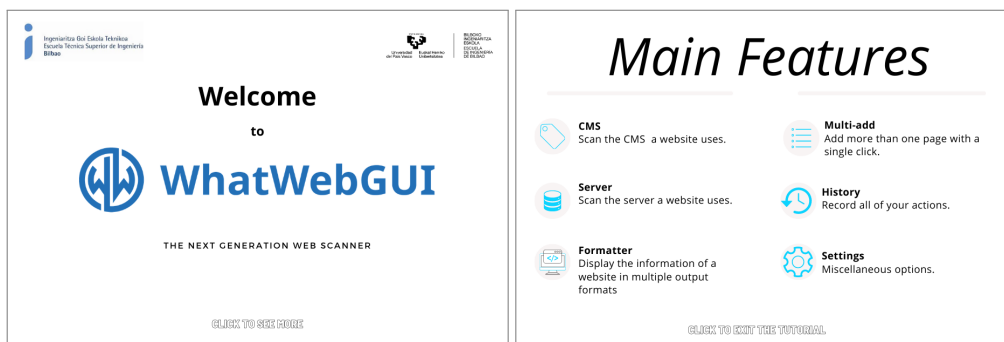 Ingeniaritza Goi Eskola Teknikoa
Escuela Técnica Superior de Ingeniería
Bilbao
Universidad del País Vasco
Euskal Herriko Unibertsitatea
BILBOKO
INGENIARITZA
ESKOLA
ESCUELA
DE INGENIERÍA
DE BILBAO
Welcome
to
WhatWebGUI
THE NEXT GENERATION WEB SCANNER
CLICK TO SEE MORE
Main Features
CMS
Scan the CMS a website uses.
Server
Scan the server a website uses.
Formatter
Display the information of a
website in multiple output
formats
Multi-add
Add more than one page with a
single click.
History
Record all of your actions.
Settings
Miscellaneous options.
CLICK TO EXIT THE TUTORIAL